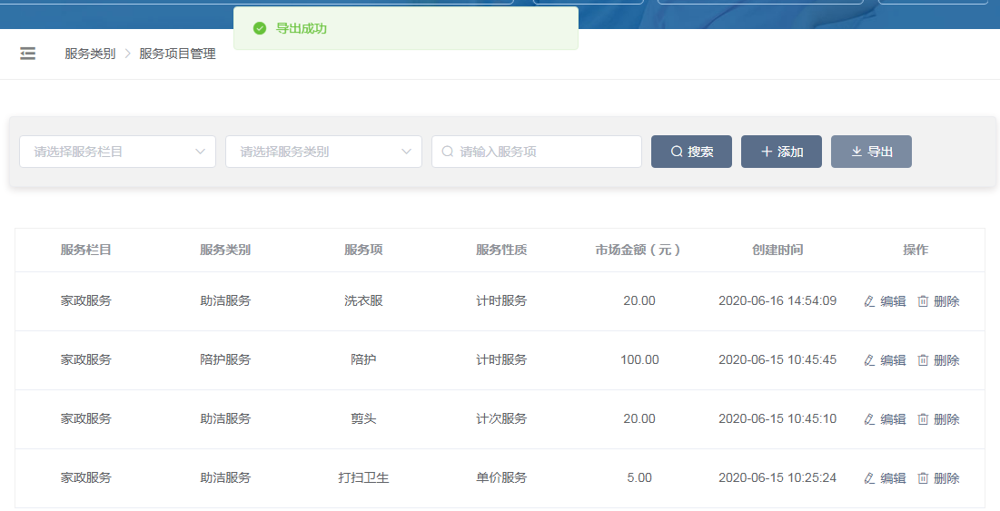 导出成功
服务类别 > 服务项目管理
请选择服务栏目 请选择服务类别 请输入服务项 搜索 添加 导出
服务栏目 服务类别 服务项 服务性质 市场金额（元） 创建时间 操作
家政服务 助洁服务 洗衣服 计时服务 20.00 2020-06-16 14:54:09 编辑 删除
家政服务 陪护服务 陪护 计时服务 100.00 2020-06-15 10:45:45 编辑 删除
家政服务 助洁服务 剪头 计次服务 20.00 2020-06-15 10:45:10 编辑 删除
家政服务 助洁服务 打扫卫生 单价服务 5.00 2020-06-15 10:25:24 编辑 删除